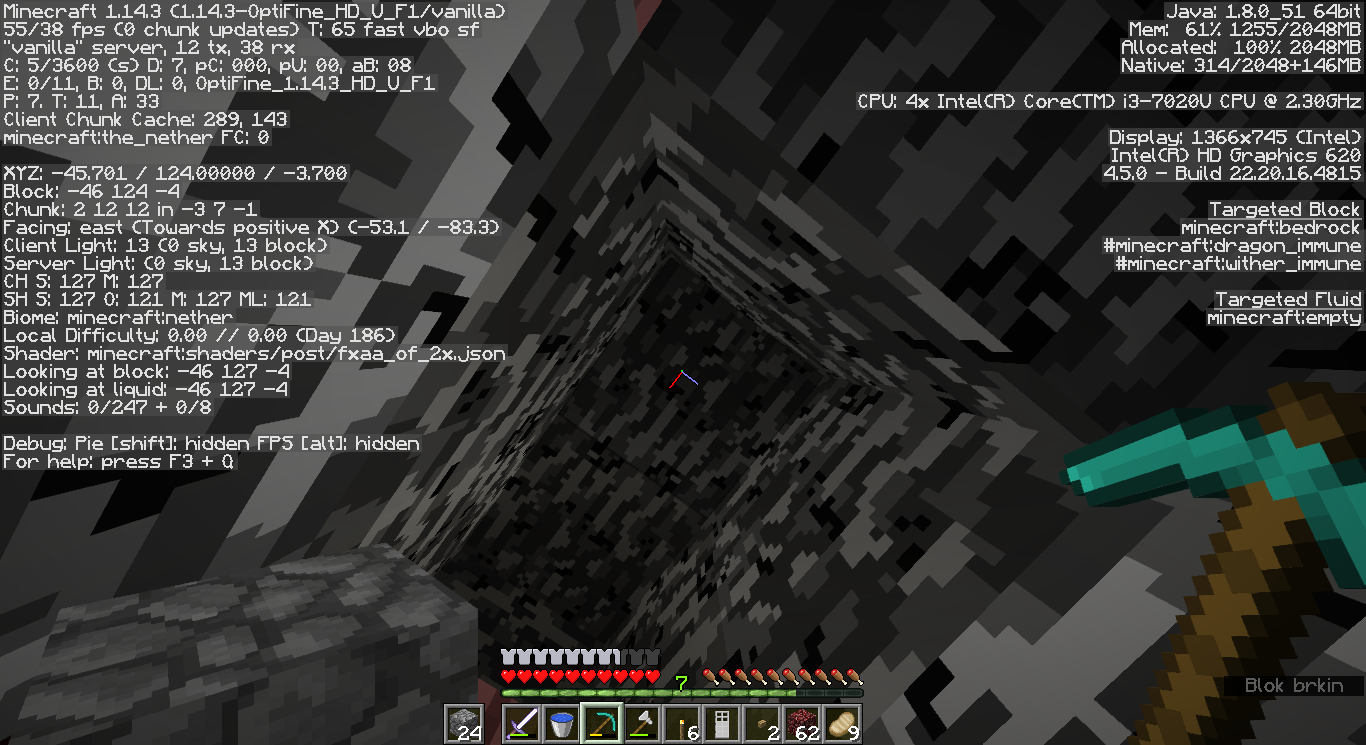 Minecraft 1.14.3 (1.14.3-OptiFine_HD_U_F1/vanilla)
55/38 fps (0 chunk updates) T: 65 fast vbo sf
"vanilla" server, 12 tx, 38 rx
C: 5/3600 (s) D: 7, pC: 000, pU: 00, aB: 08
E: 0/11, B: 0, DL: 0, OptiFine_1.14.3_HD_U_F1
P: 7. T: 11, A: 33
Client Chunk Cache: 289, 143
minecraft:the_nether FC: 0
XYZ: -45.701 / 124.00000 / -3.700
Block: -46 124 -4
Chunk: 2 12 12 in -3 7 -1
Facing: east (Towards positive X) (-53.1 / -83.3)
Client Light: 13 (0 sky, 13 block)
Server Light: (0 sky, 13 block)
CH S: 127 M: 127
SH S: 127 O: 121 M: 127 ML: 121
Biome: minecraft:nether
Local Difficulty: 0.00 // 0.00 (Day 186)
Shader: minecraft:shaders/post/fxaa_of_2x.json
Looking at block: -46 127 -4
Looking at liquid: -46 127 -4
Sounds: 0/247 + 0/8
Debug: Pie [shift]: hidden FPS [alt]: hidden
For help: press F3 + Q
Java: 1.8.0_51 64bit
Mem: 61% 1255/2048MB
Allocated: 100% 2048MB
Native: 314/2048+146MB
CPU: 4x Intel(R) Core(TM) i3-7020U CPU @ 2.30GHz
Display: 1366x745 (Intel)
Intel(R) HD Graphics 620
4.5.0 - Build 22.20.16.4815
Targeted Block
minecraft:bedrock
#minecraft:dragon_immune
#minecraft:wither_immune
Targeted Fluid
minecraft:empty
Blok brkin
7
24 6 2 62 9